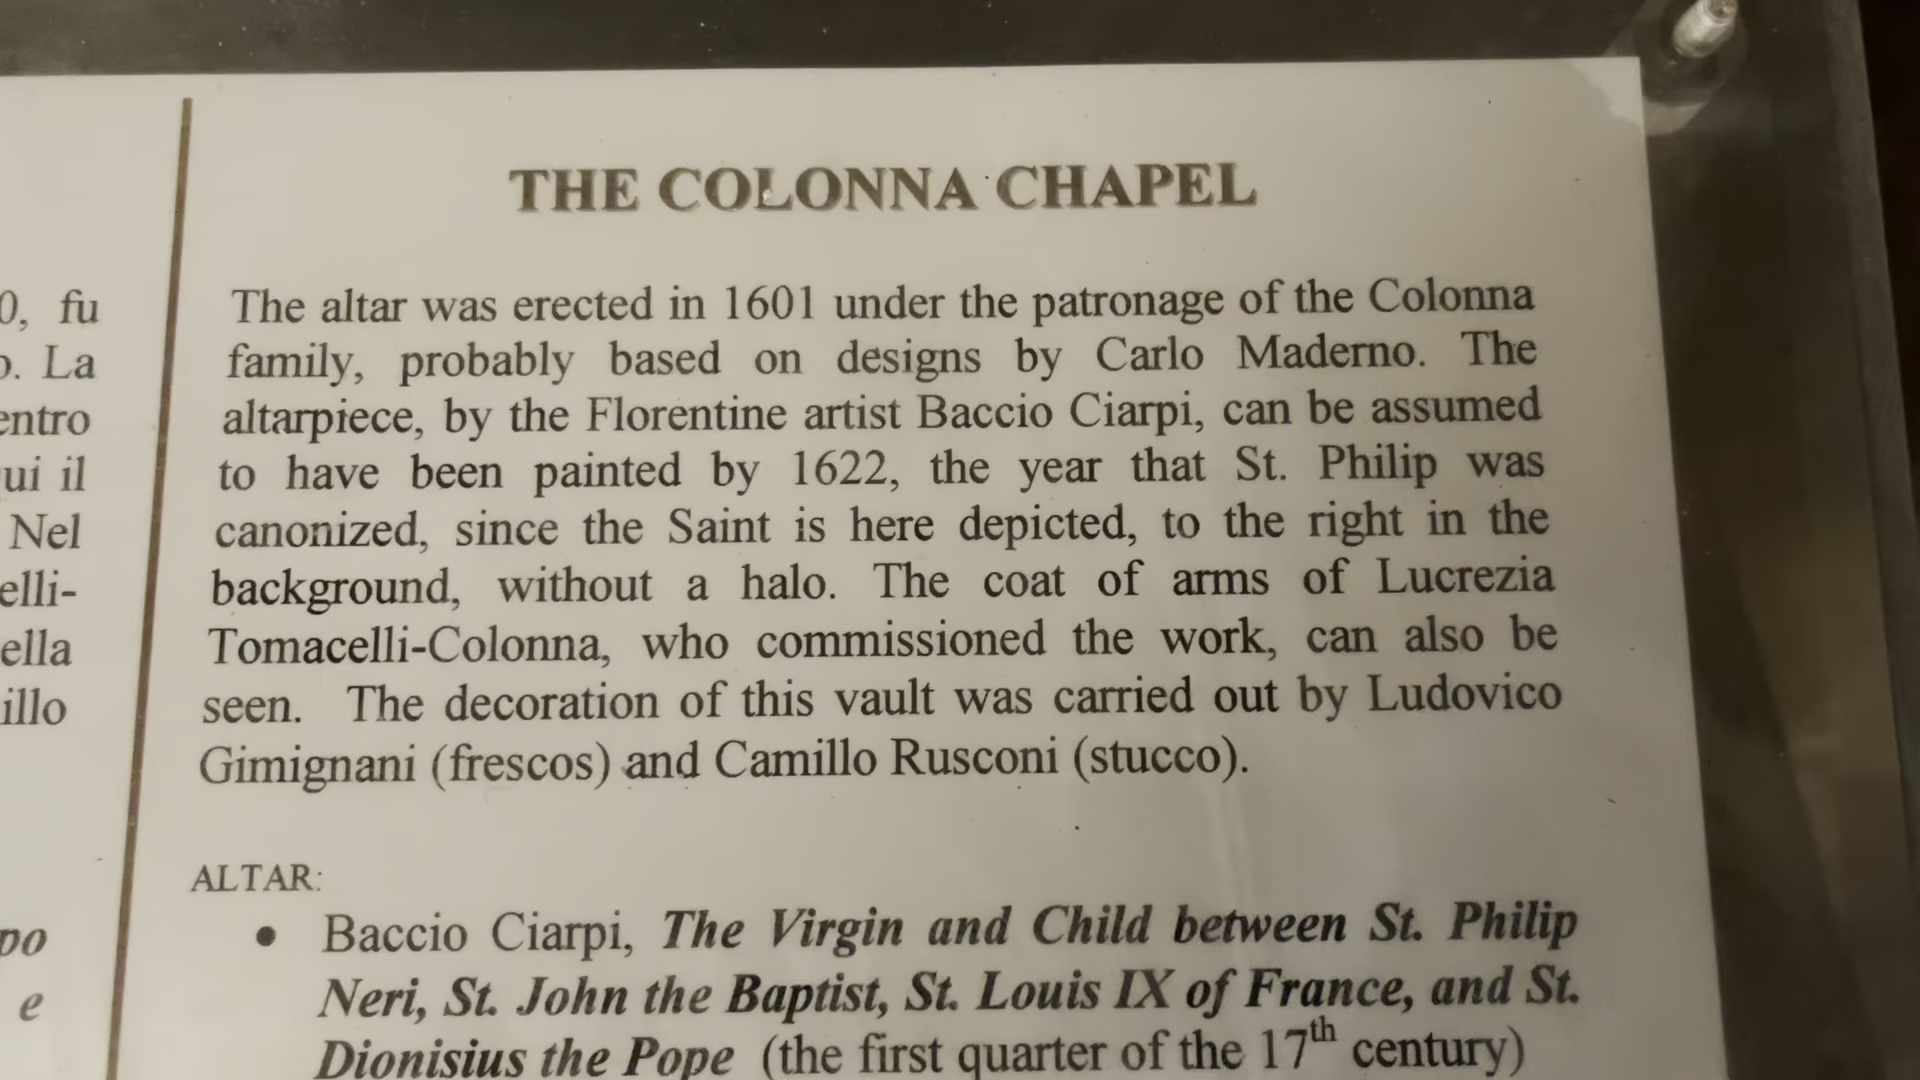 0, fu
o. La
entro
ui il
Nel
elli-
ella
illo
po
e
THE COLONNA CHAPEL
The altar was erected in 1601 under the patronage of the Colonna
family, probably based on designs by Carlo Maderno. The
altarpiece, by the Florentine artist Baccio Ciarpi, can be assumed
to have been painted by 1622, the year that St. Philip was
canonized, since the Saint is here depicted, to the right in the
background, without a halo. The coat of arms of Lucrezia
Tomacelli-Colonna, who commissioned the work, can also be
seen. The decoration of this vault was carried out by Ludovico
Gimignani (frescos) and Camillo Rusconi (stucco).
ALTAR:
• Baccio Ciarpi, The Virgin and Child between St. Philip
Neri, St. John the Baptist, St. Louis IX of France, and St.
Dionisius the Pope (the first quarter of the 17th century)